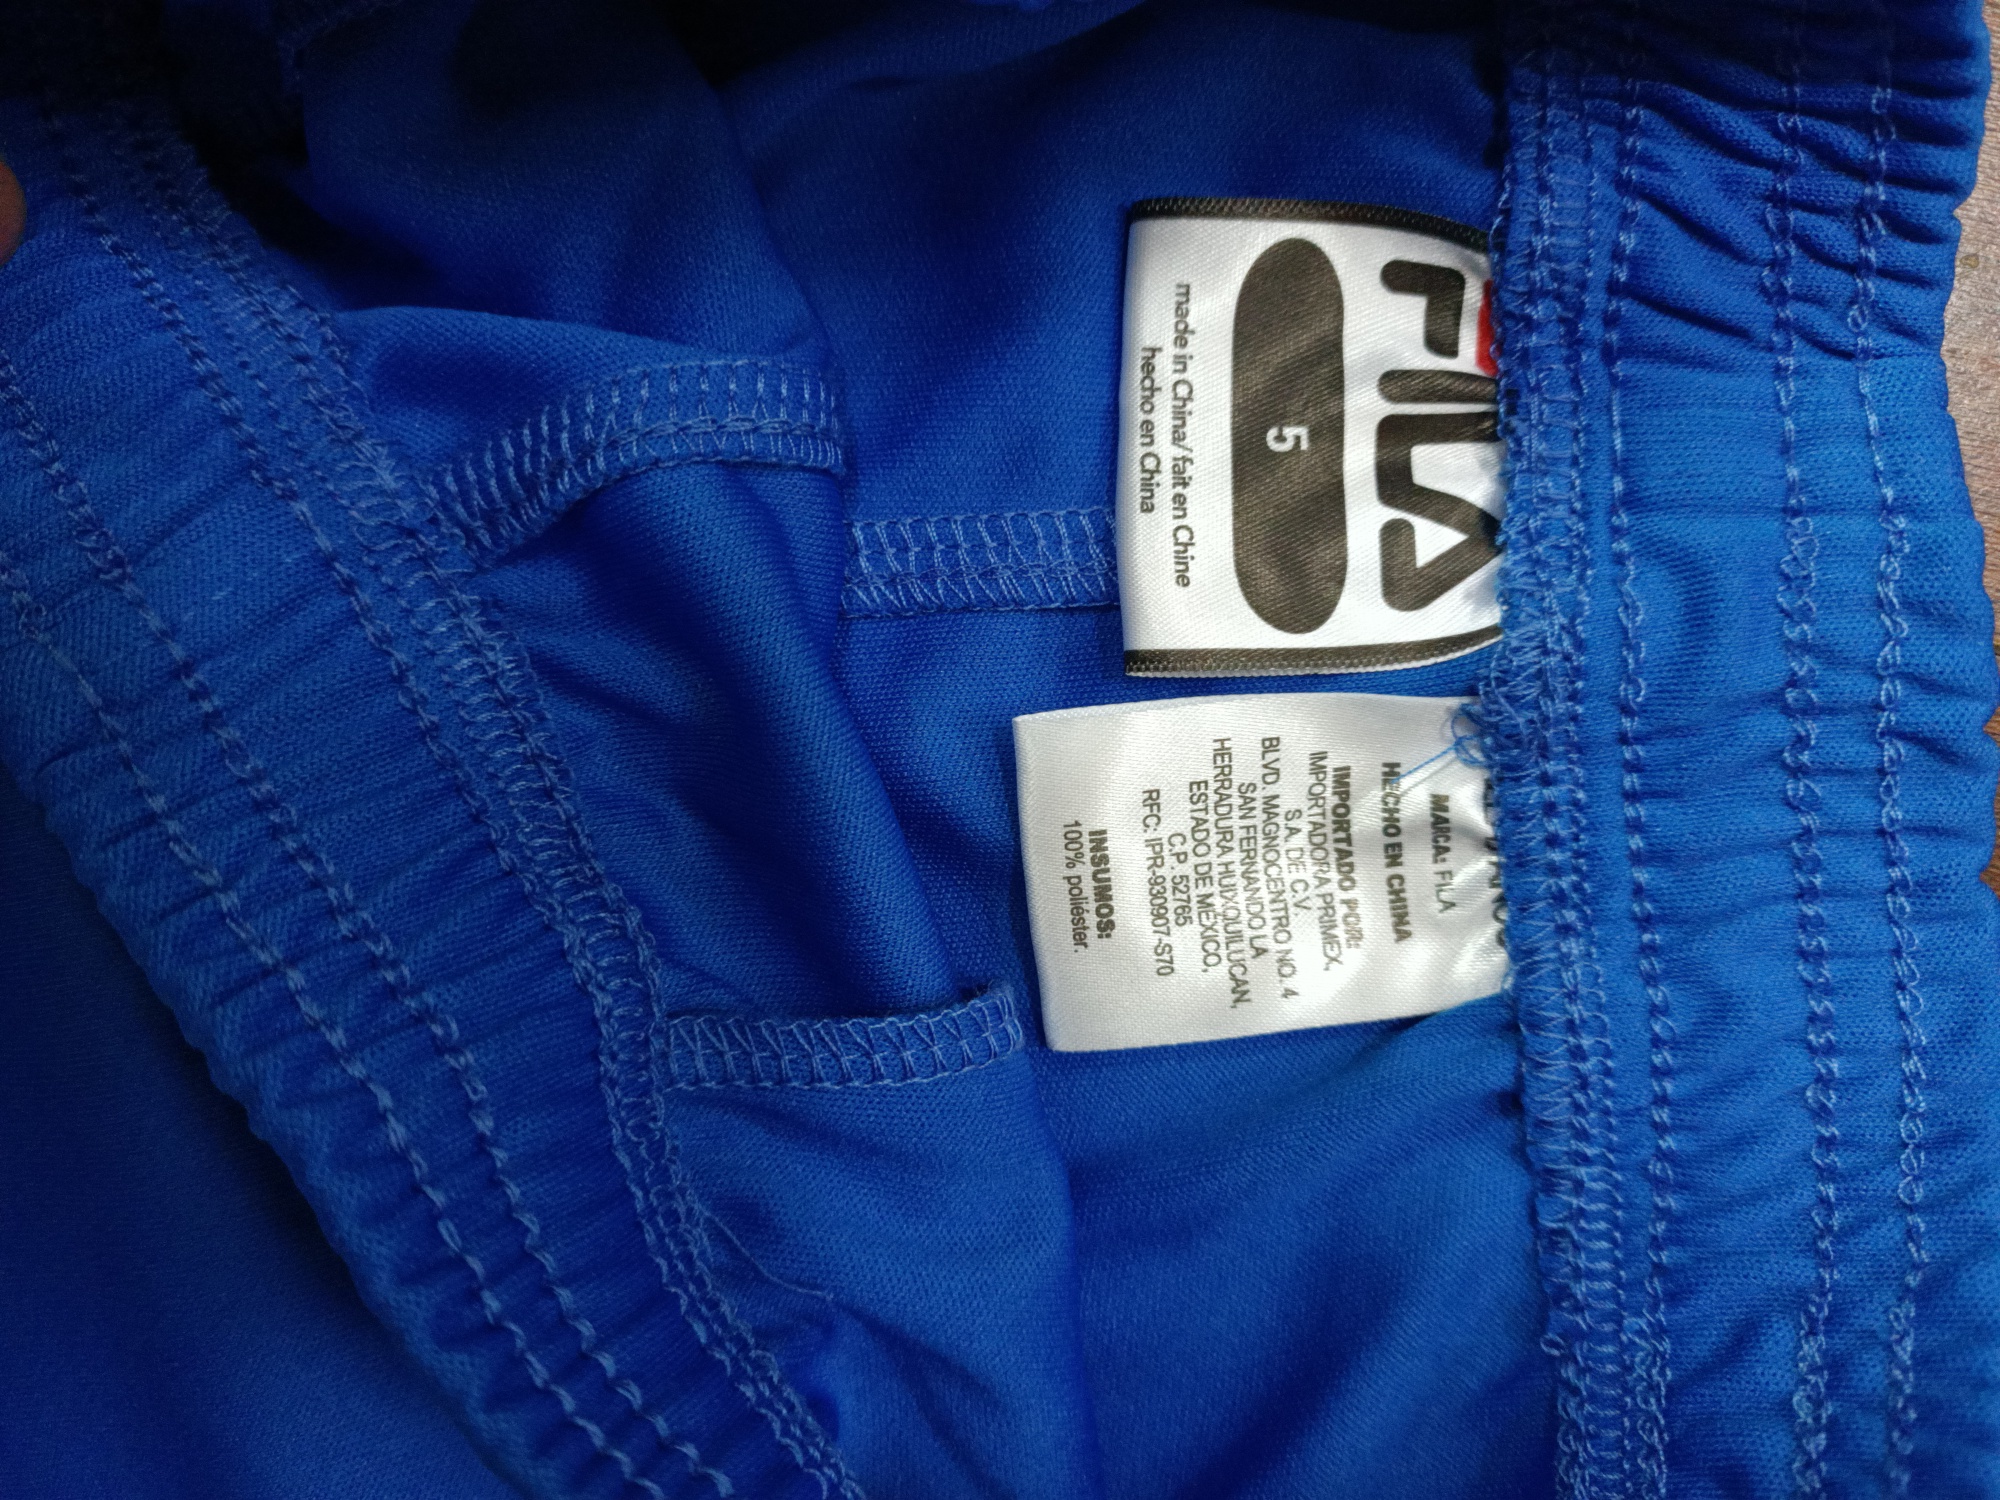 FILA
5
made in China/fait en Chine
hecho en China
MARCA: FILA
HECHO EN CHINA
IMPORTADO POR:
IMPORTADORA PRIMEX,
S.A. DE C.V.
BLVD. MAGNOCENTRO NO. 4
SAN FERNANDO LA
HERRADURA, HUIXQUILUCAN,
ESTADO DE MÉXICO,
C.P. 52765
RFC: IPR-930907-S70
INSUMOS:
100% poliéster.